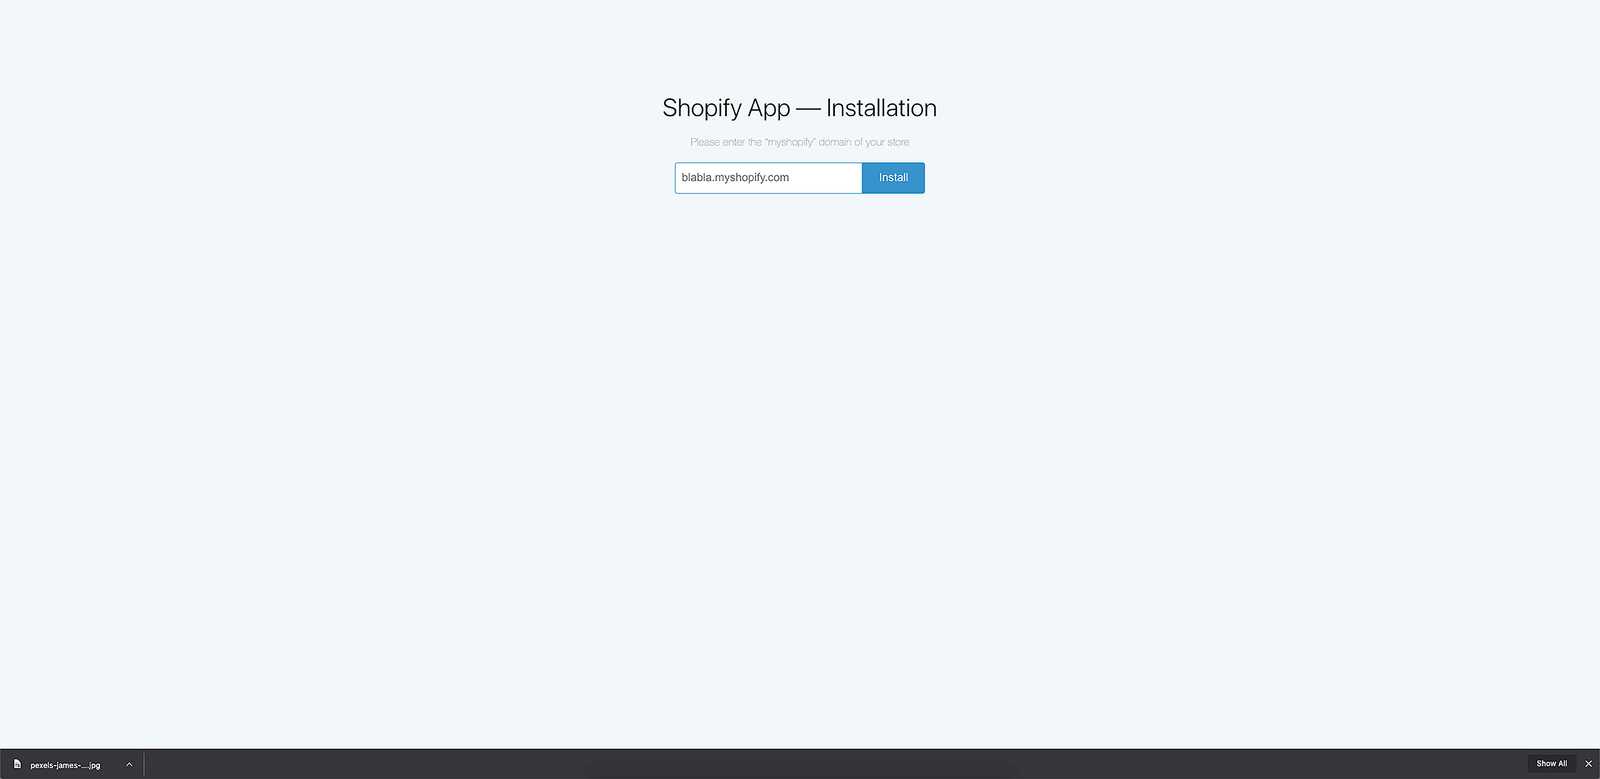 Shopify App — Installation
Please enter the “myshopify” domain of your store
blabla.myshopify.com
Install
pexels-james-....jpg
Show All